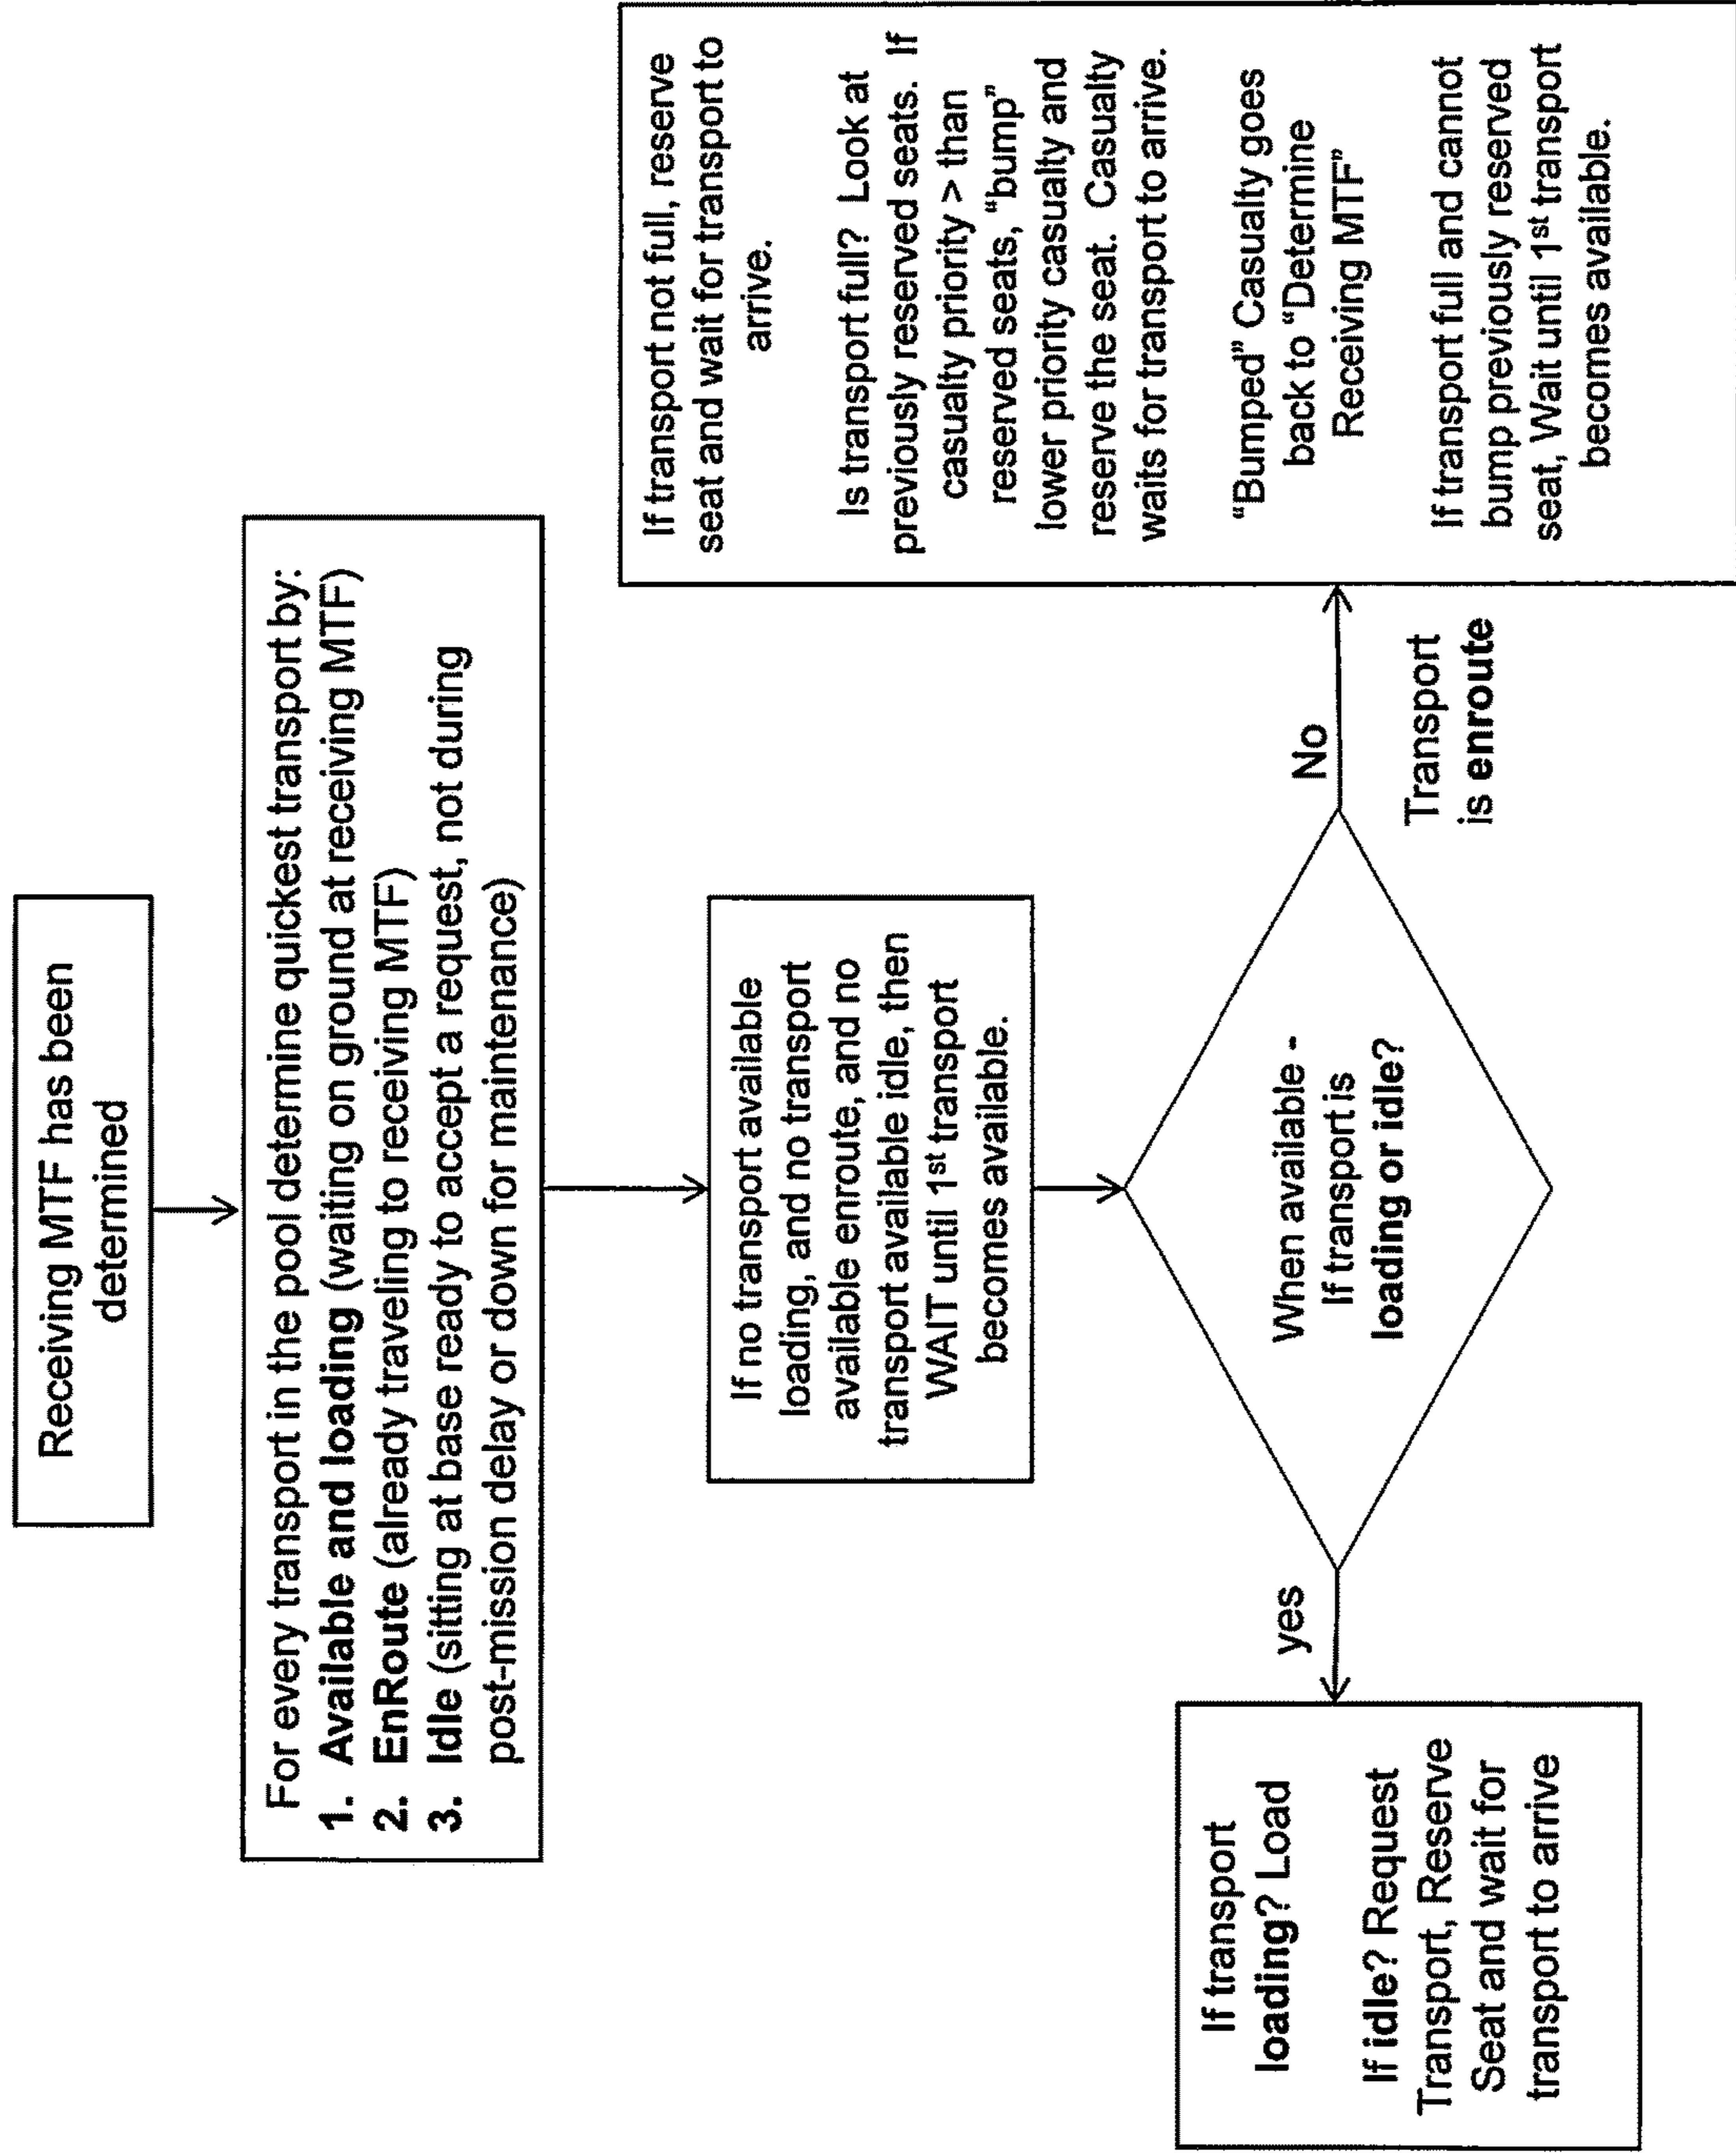 Receiving MTF has been
determined
For every transport in the pool determine quickest transport by:
1. Available and loading (waiting on ground at receiving MTF)
2. EnRoute (already traveling to receiving MTF)
3. Idle (sitting at base ready to accept a request, not during
post-mission delay or down for maintenance)
If no transport available
loading, and no transport
available enroute, and no
transport available idle, then
WAIT until 1st transport
becomes available.
When available -
If transport is
loading or idle?
yes
If transport
loading? Load
If idle? Request
Transport, Reserve
Seat and wait for
transport to arrive
No
Transport
is enroute
If transport not full, reserve
seat and wait for transport to
arrive.
Is transport full? Look at
previously reserved seats. If
casualty priority > than
reserved seats, “bump”
lower priority casualty and
reserve the seat. Casualty
waits for transport to arrive.
“Bumped” Casualty goes
back to “Determine
Receiving MTF”
If transport full and cannot
bump previously reserved
seat, Wait until 1st transport
becomes available.